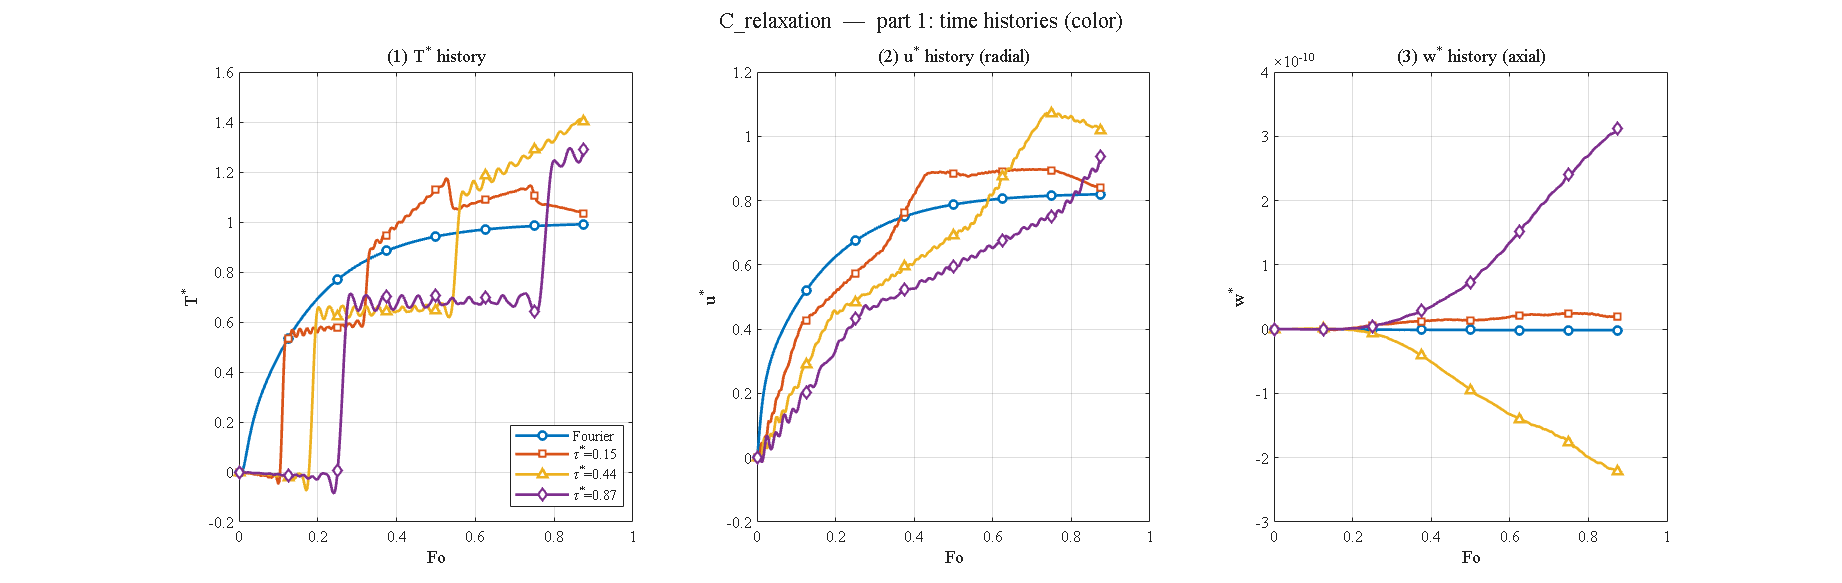 C_relaxation — part 1: time histories (color)
(1) T* history
1.6
1.4
1.2
1
0.8
0.6
0.4
0.2
0
-0.2
T*
0 0.2 0.4 0.6 0.8 1
Fo
Fourier
τ*=0.15
τ*=0.44
τ*=0.87
(2) u* history (radial)
1.2
1
0.8
0.6
0.4
0.2
0
-0.2
u*
0 0.2 0.4 0.6 0.8 1
Fo
(3) w* history (axial)
×10-10
4
3
2
1
0
-1
-2
-3
w*
0 0.2 0.4 0.6 0.8 1
Fo